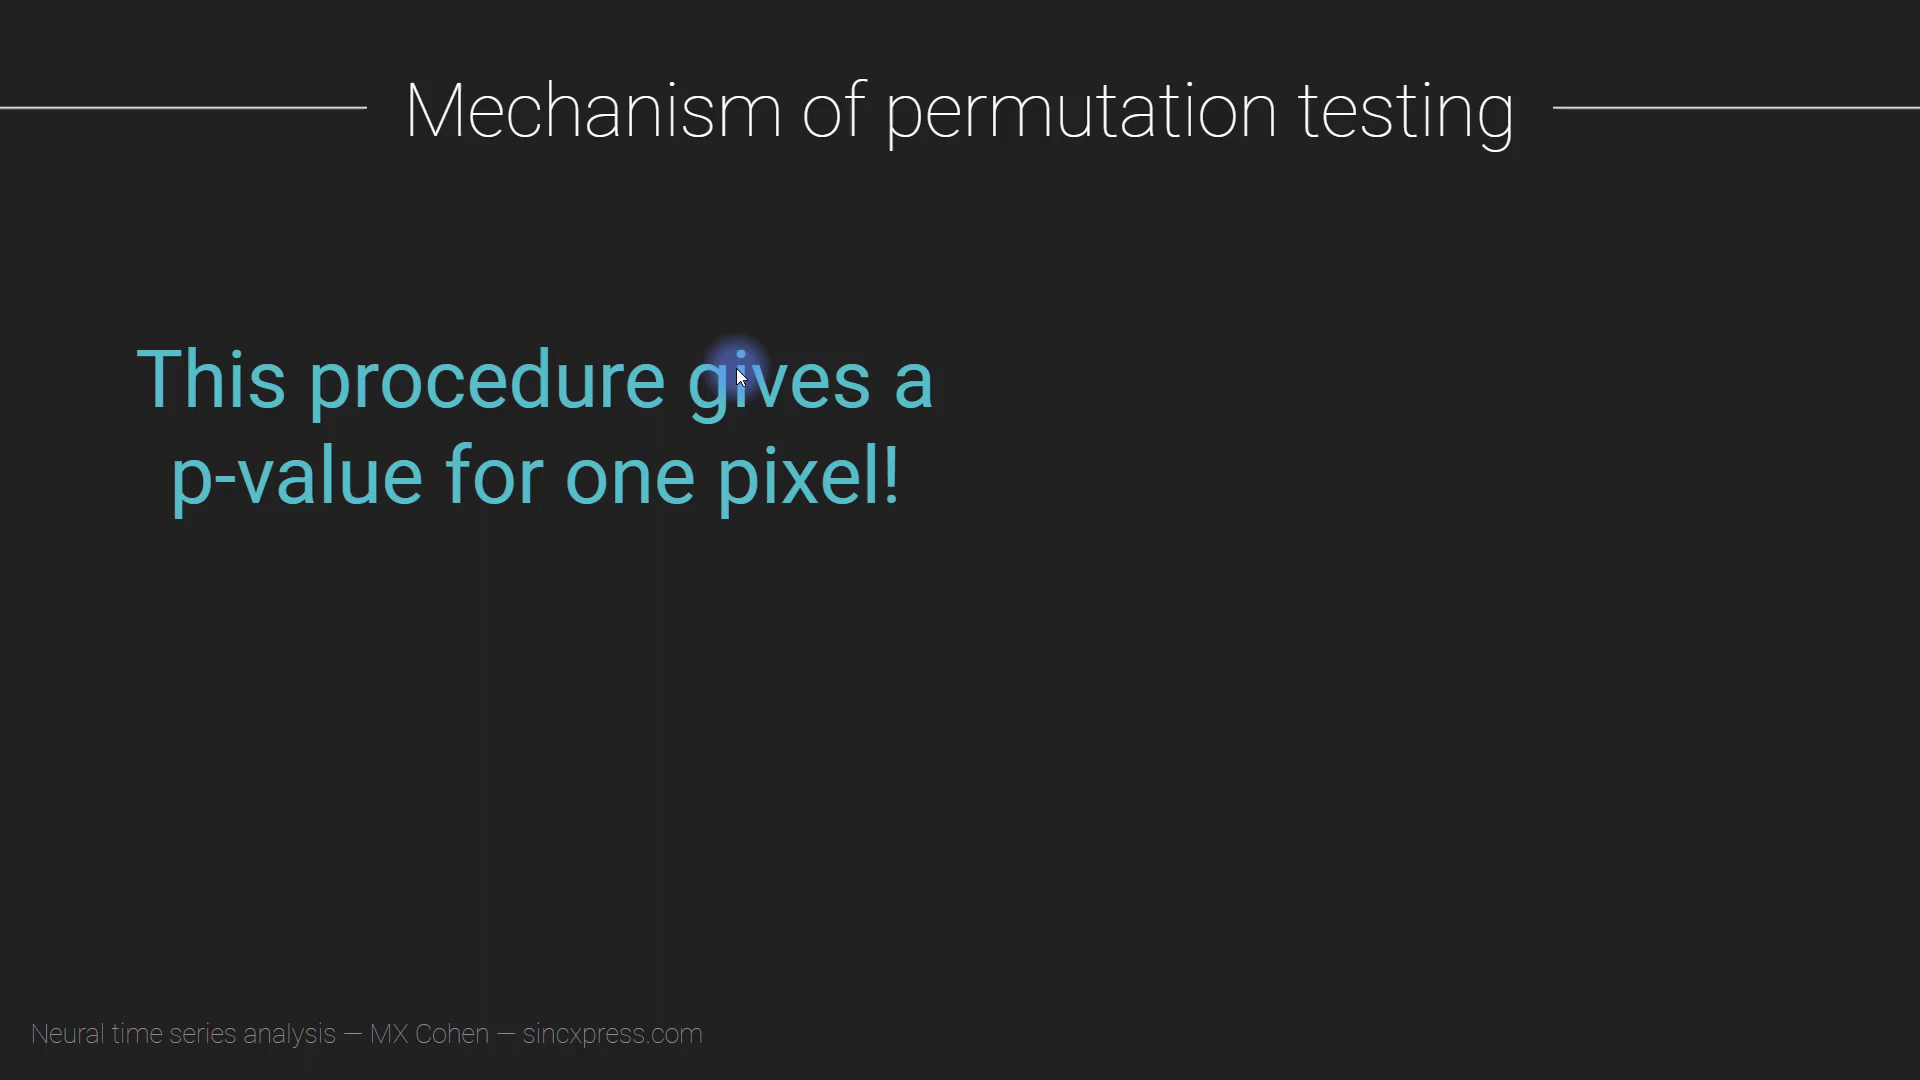 Mechanism of permutation testing
This procedure gives a
p-value for one pixel!
Neural time series analysis — MX Cohen — sincxpress.com